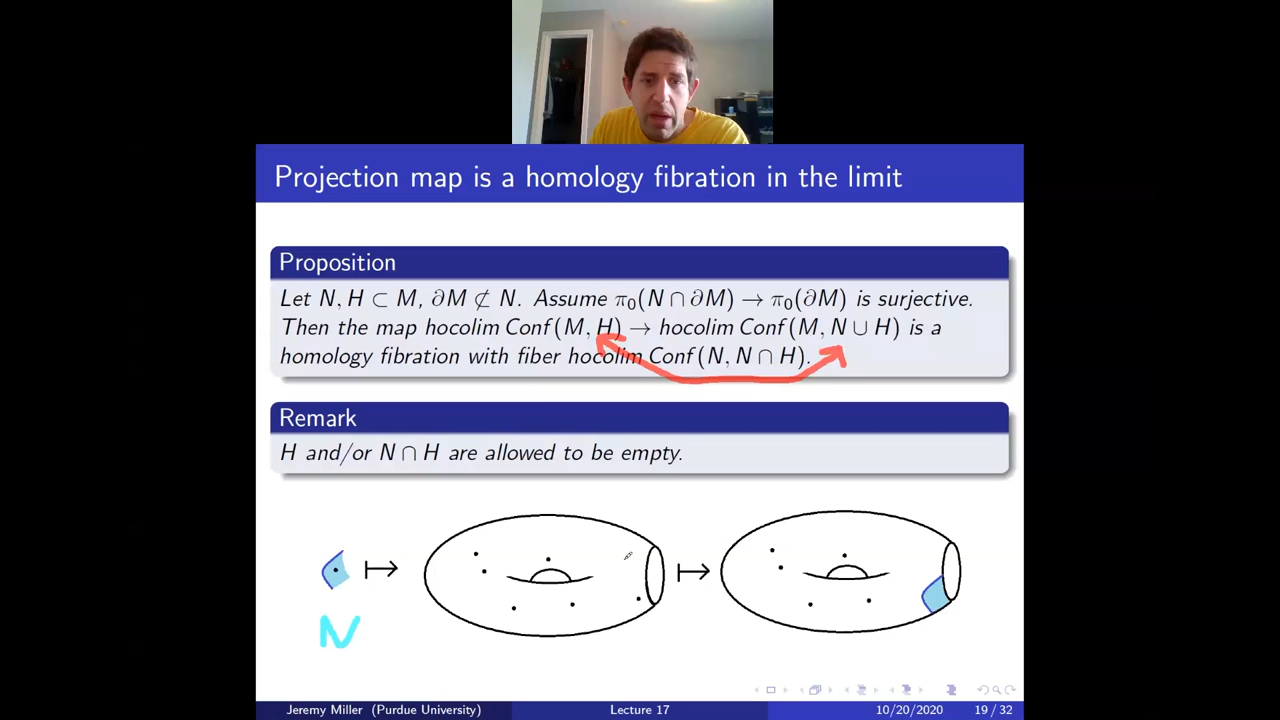 Projection map is a homology fibration in the limit
Proposition
Let N, H ⊂ M, ∂M ⊄ N. Assume π₀(N ∩ ∂M) → π₀(∂M) is surjective.
Then the map hocolim Conf(M, H) → hocolim Conf(M, N ∪ H) is a
homology fibration with fiber hocolim Conf(N, N ∩ H).
Remark
H and/or N ∩ H are allowed to be empty.
N
Jeremy Miller (Purdue University) Lecture 17 10/20/2020 19 / 32